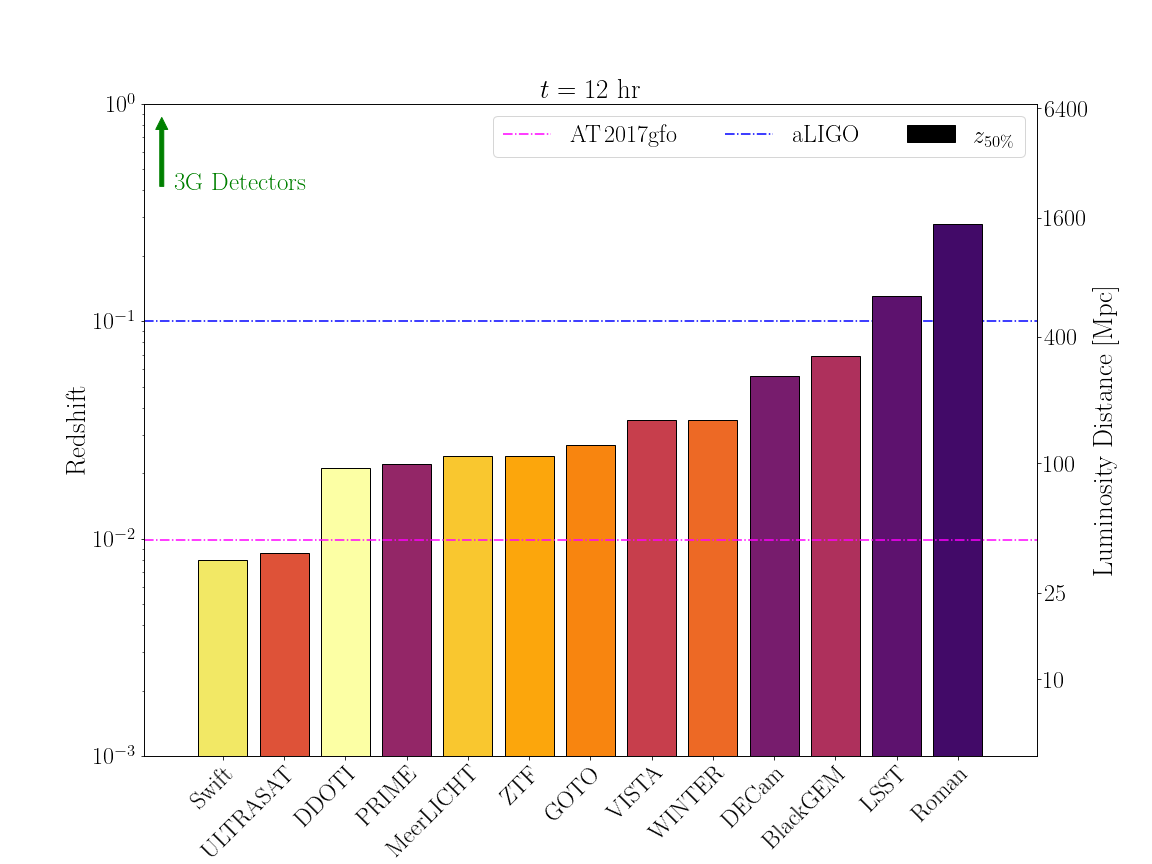 t = 12 hr
AT 2017gfo
aLIGO
z50%
3G Detectors
10^0
10^−1
10^−2
10^−3
Redshift
6400
1600
400
100
25
10
Luminosity Distance [Mpc]
Swift
ULTRASAT
DDOTI
PRIME
MeerLICHT
ZTF
GOTO
VISTA
WINTER
DECam
BlackGEM
LSST
Roman